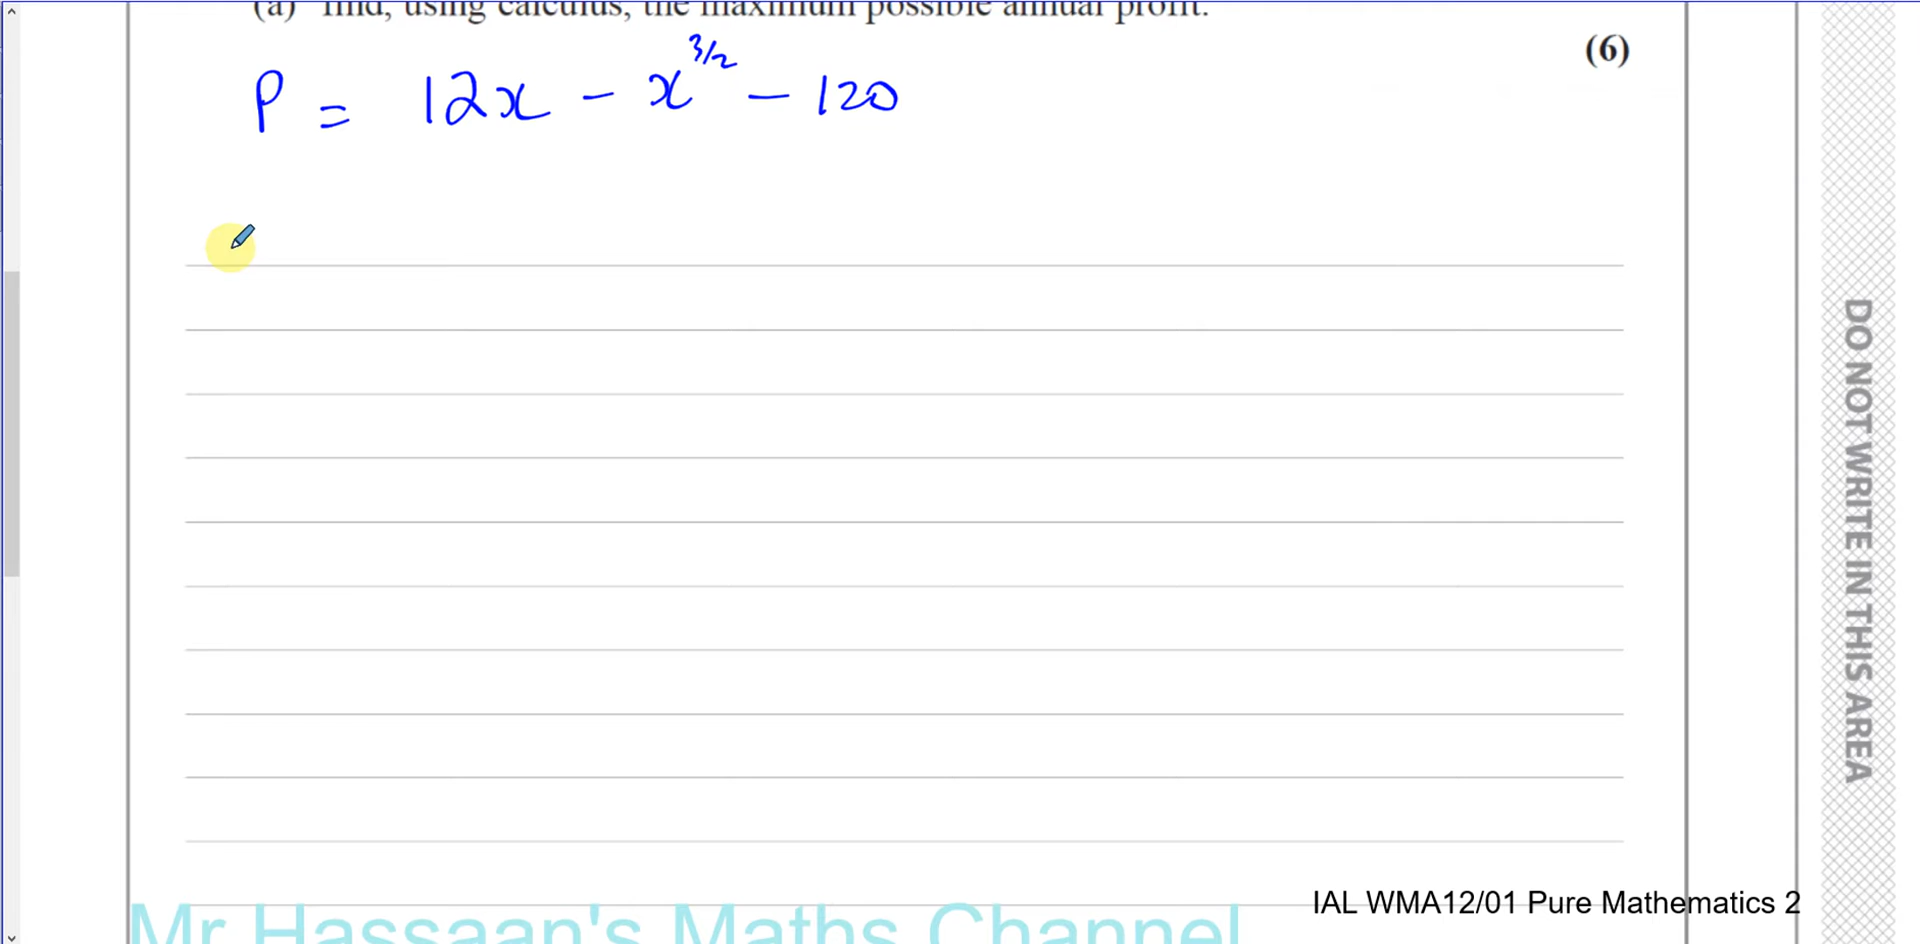 (a) find, using calculus, the maximum possible annual profit.
(6)
P = 12x - x^{3/2} - 120
DO NOT WRITE IN THIS AREA
IAL WMA12/01 Pure Mathematics 2
Mr Hassaan's Maths Channel